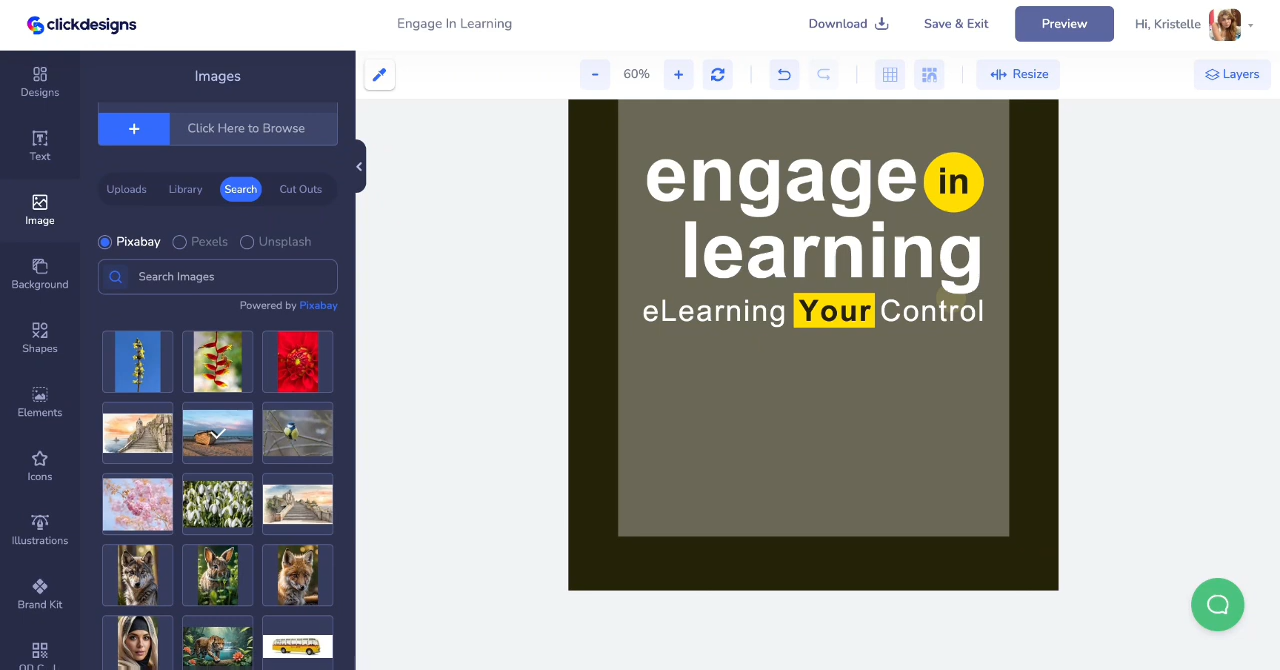 clickdesigns
Engage In Learning
Download
Save & Exit
Preview
Hi, Kristelle
Designs
Text
Image
Background
Shapes
Elements
Icons
Illustrations
Brand Kit
Images
+
Click Here to Browse
Uploads
Library
Search
Cut Outs
Pixabay
Pexels
Unsplash
Search Images
Powered by Pixabay
-
60%
+
Resize
Layers
engage in
learning
eLearning Your Control